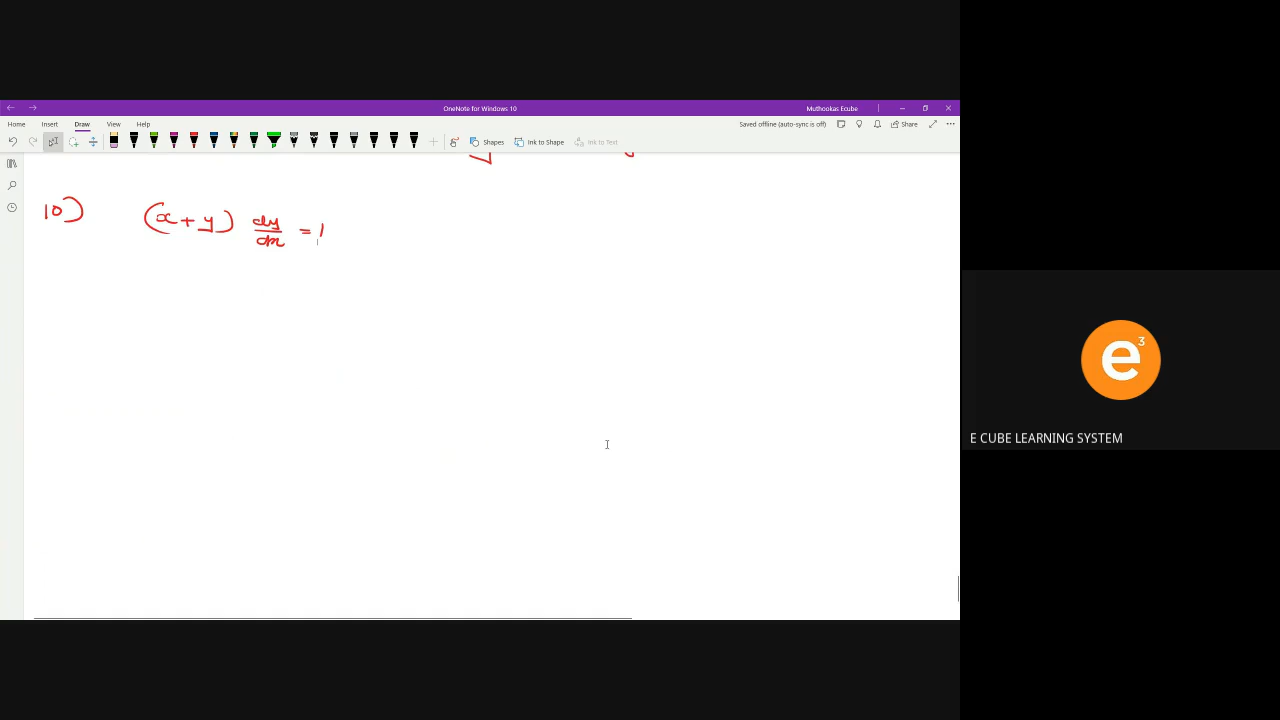 OneNote for Windows 10
Muthookas Ecube
Home Insert Draw View Help
Saved offline (auto-sync is off)
Share
Shapes
Ink to Shape
Ink to Text
10) (x+y) dy/dx = 1
e³
E CUBE LEARNING SYSTEM